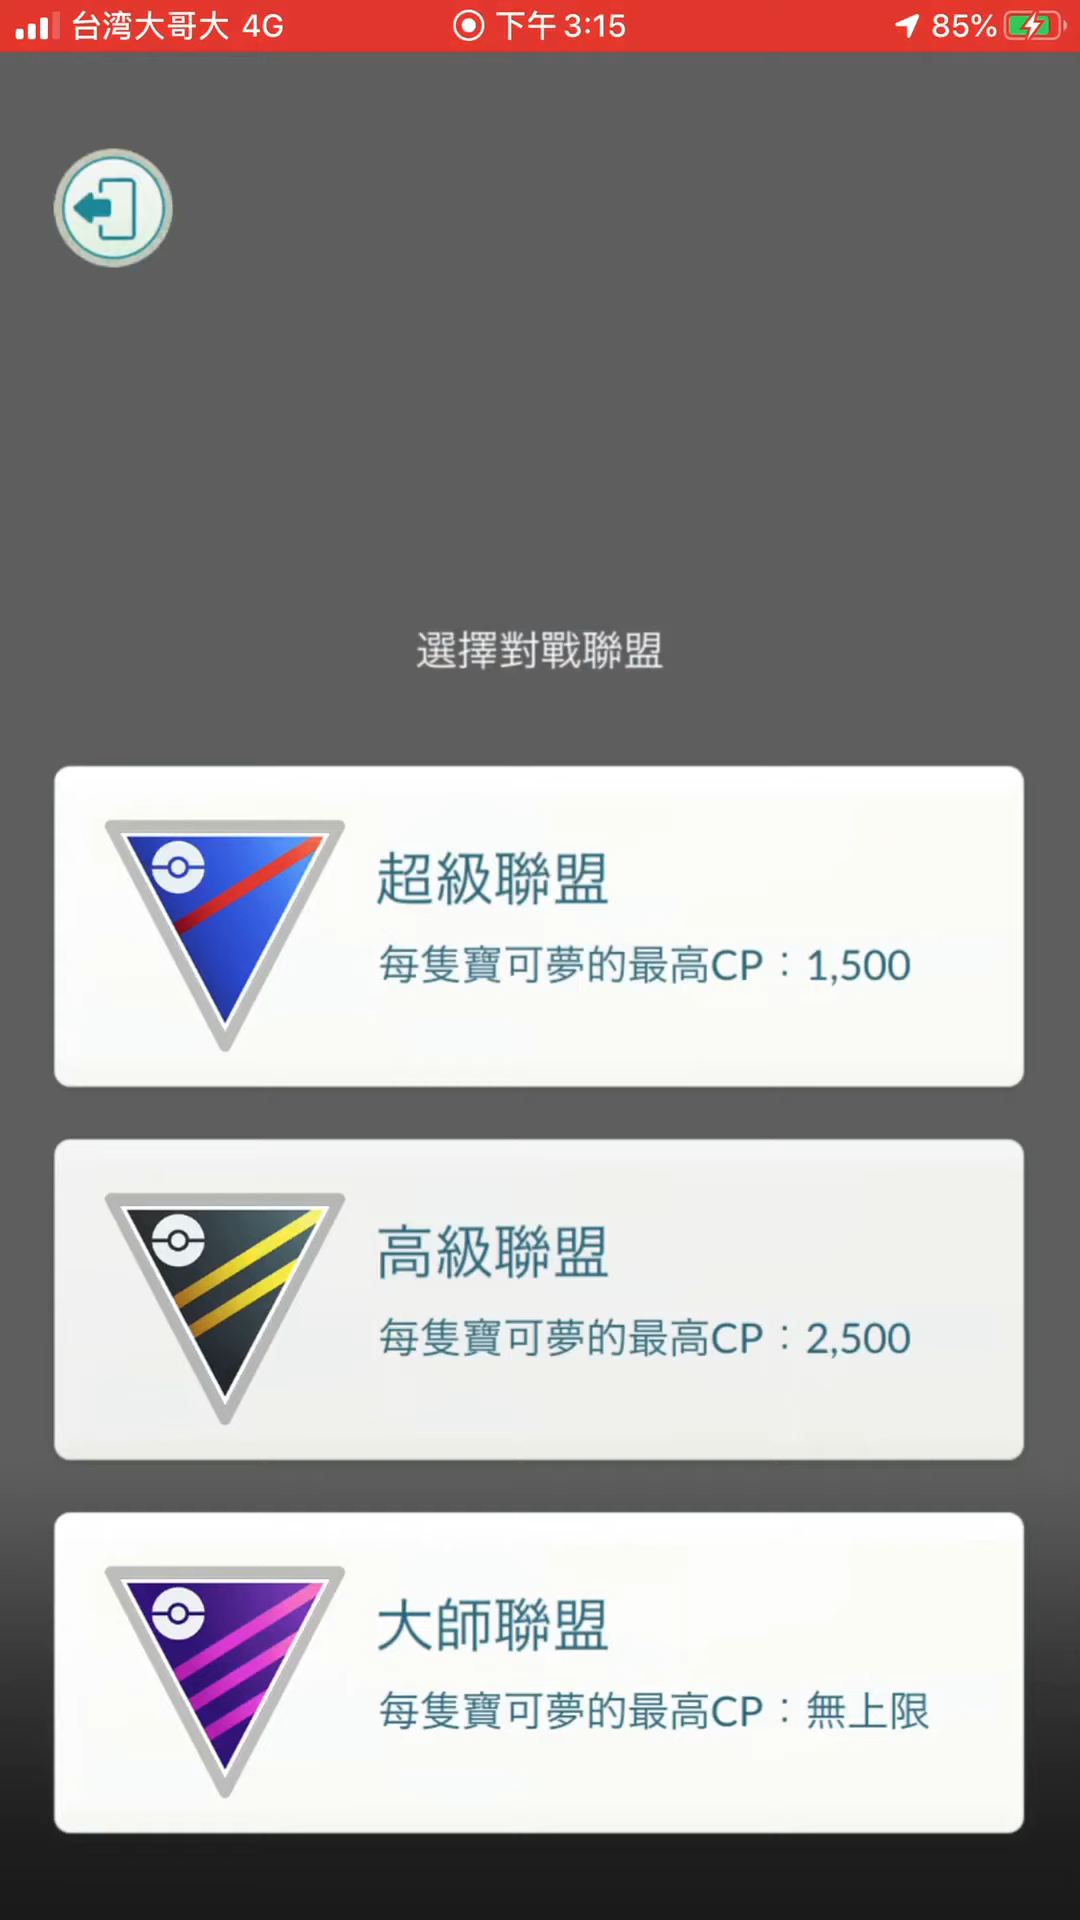 台湾大哥大 4G 下午 3:15 85%
選擇對戰聯盟
超級聯盟
每隻寶可夢的最高CP：1,500
高級聯盟
每隻寶可夢的最高CP：2,500
大師聯盟
每隻寶可夢的最高CP：無上限